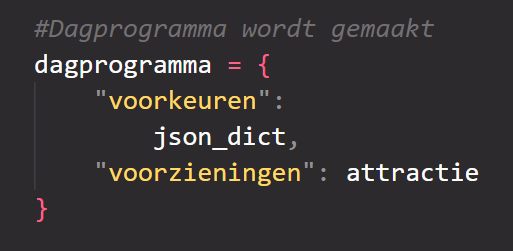 #Dagprogramma wordt gemaakt
dagprogramma = {
    "voorkeuren":
        json_dict,
    "voorzieningen": attractie
}